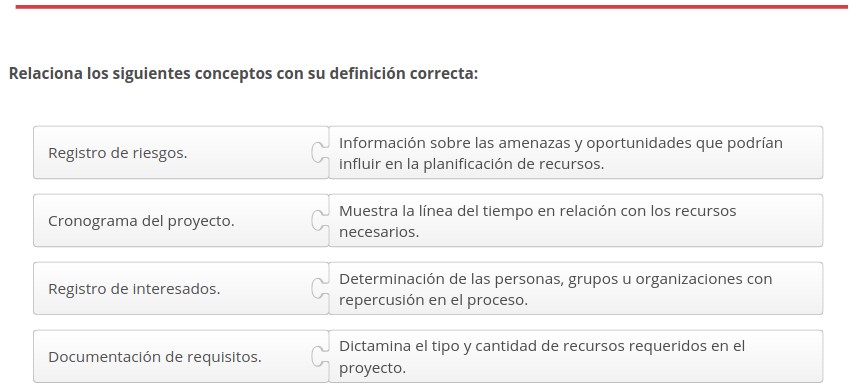 Relaciona los siguientes conceptos con su definición correcta:
Registro de riesgos.
Información sobre las amenazas y oportunidades que podrían
influir en la planificación de recursos.
Cronograma del proyecto.
Muestra la línea del tiempo en relación con los recursos
necesarios.
Registro de interesados.
Determinación de las personas, grupos u organizaciones con
repercusión en el proceso.
Documentación de requisitos.
Dictamina el tipo y cantidad de recursos requeridos en el
proyecto.